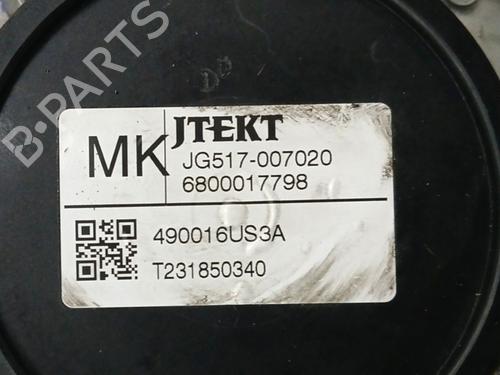 B-PARTS
JTEKT
MK
JG517-007020
6800017798
490016US3A
T231850340